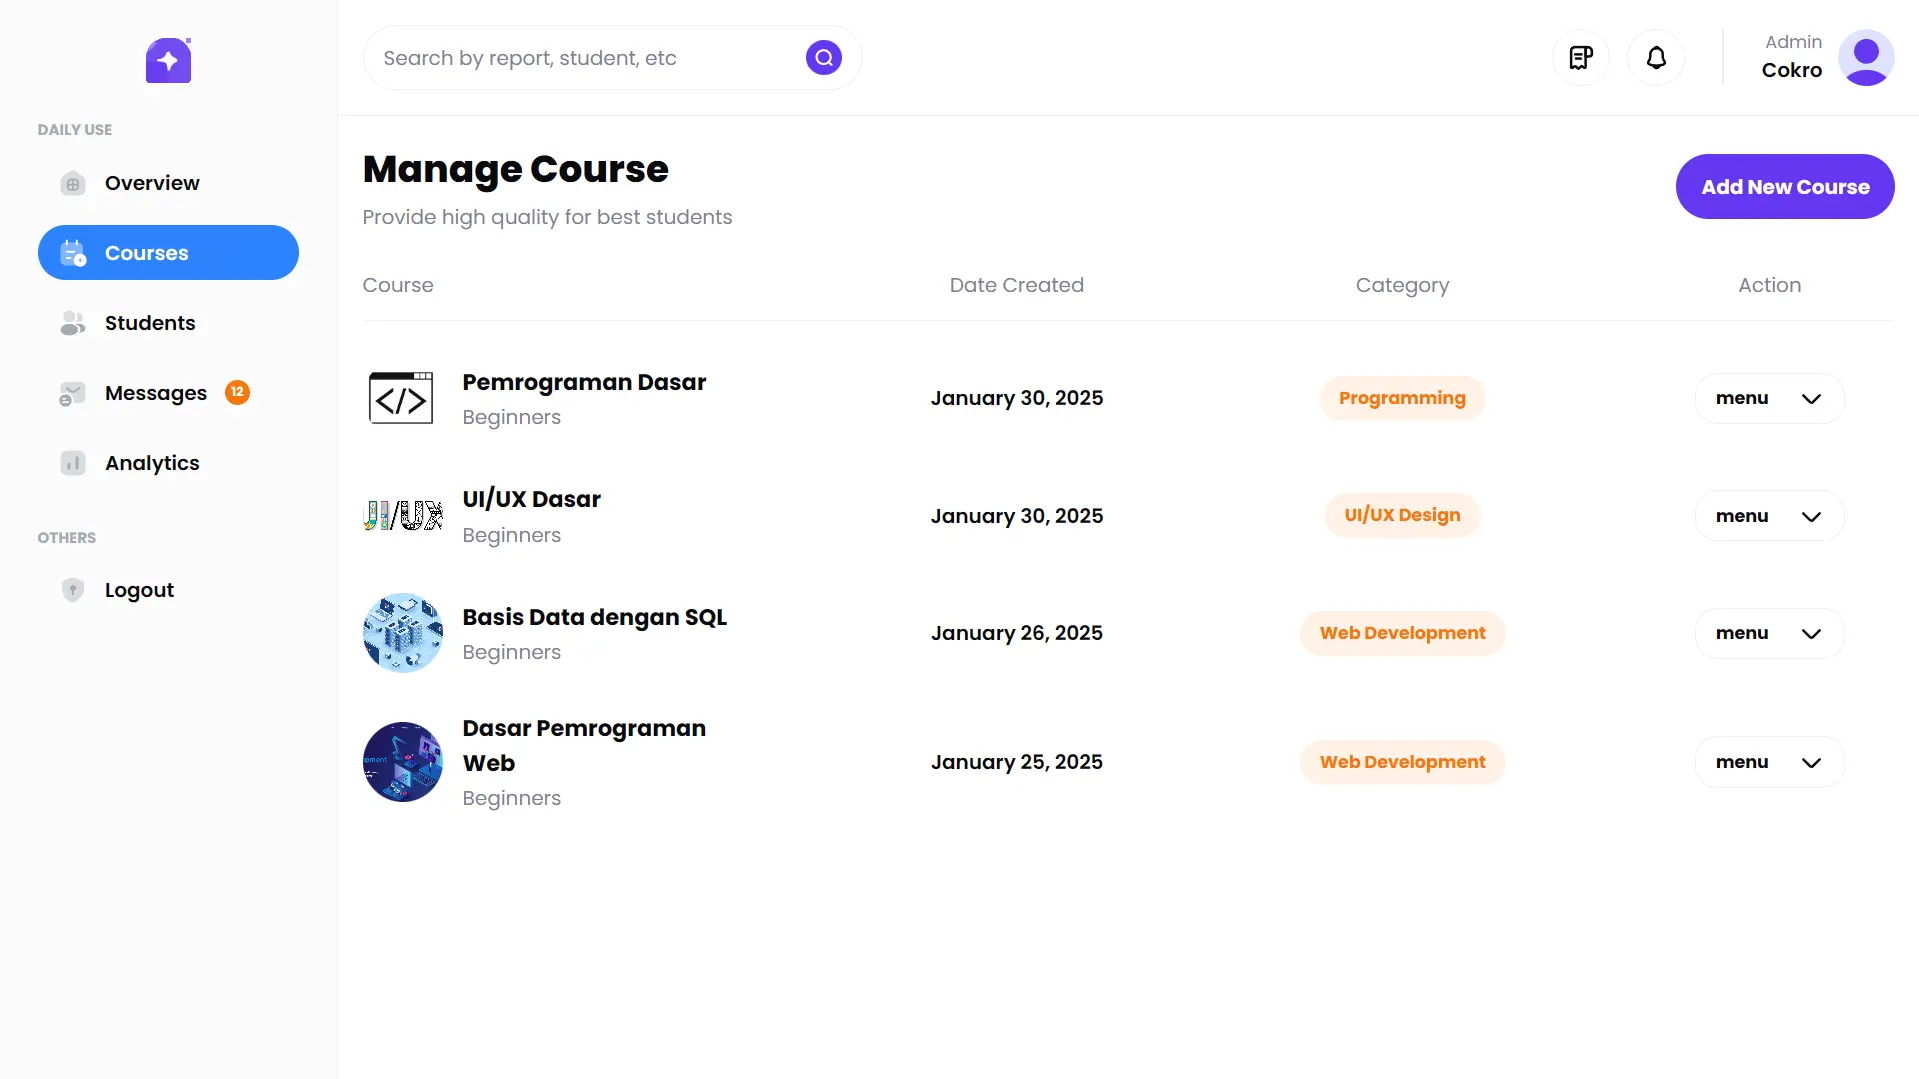 Search by report, student, etc
Admin
Cokro
DAILY USE
Overview
Courses
Students
Messages 12
Analytics
OTHERS
Logout
Manage Course
Provide high quality for best students
Add New Course
Course Date Created Category Action
Pemrograman Dasar
Beginners
January 30, 2025 Programming menu
UI/UX
UI/UX Dasar
Beginners
January 30, 2025 UI/UX Design menu
Basis Data dengan SQL
Beginners
January 26, 2025 Web Development menu
Dasar Pemrograman
Web
Beginners
January 25, 2025 Web Development menu